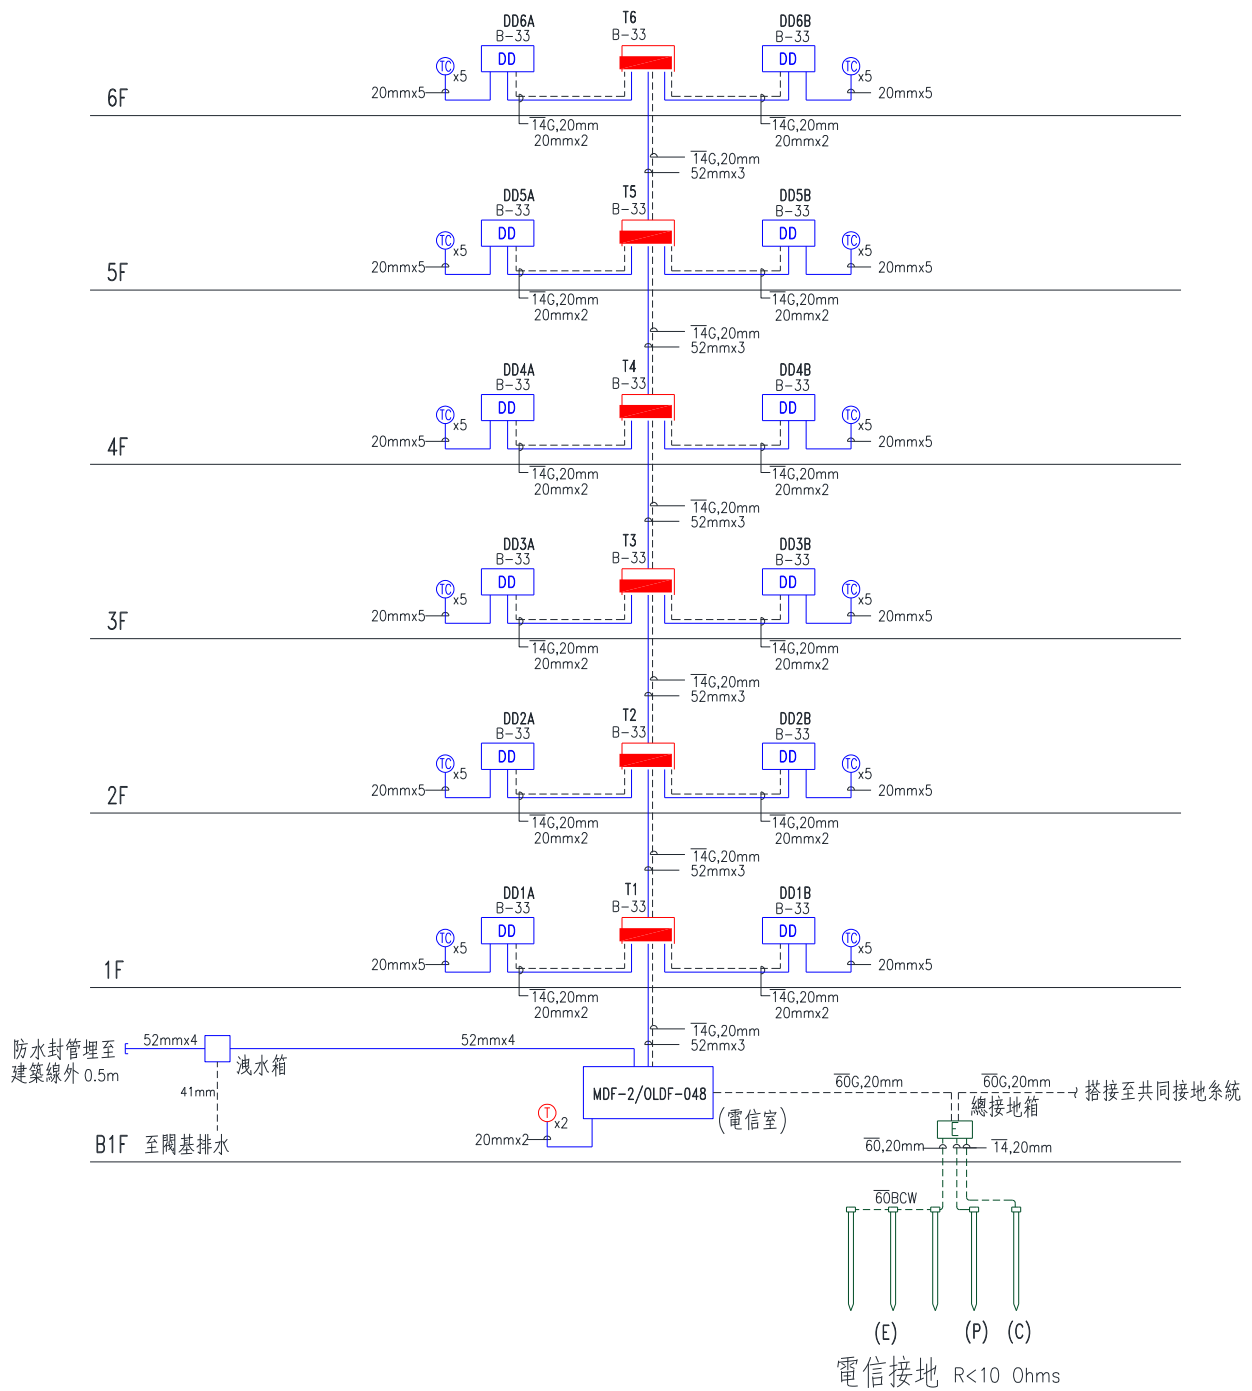 DD6A
T6
DD6B
B-33
B-33
B-33
DD
DD
TC
x5
TC
x5
20mmx5
20mmx5
6F
14G,20mm
20mmx2
14G,20mm
20mmx2
14G,20mm
52mmx3
DD5A
T5
DD5B
B-33
B-33
B-33
DD
DD
TC
x5
TC
x5
20mmx5
20mmx5
5F
14G,20mm
20mmx2
14G,20mm
20mmx2
14G,20mm
52mmx3
DD4A
T4
DD4B
B-33
B-33
B-33
DD
DD
TC
x5
TC
x5
20mmx5
20mmx5
4F
14G,20mm
20mmx2
14G,20mm
20mmx2
14G,20mm
52mmx3
DD3A
T3
DD3B
B-33
B-33
B-33
DD
DD
TC
x5
TC
x5
20mmx5
20mmx5
3F
14G,20mm
20mmx2
14G,20mm
20mmx2
14G,20mm
52mmx3
DD2A
T2
DD2B
B-33
B-33
B-33
DD
DD
TC
x5
TC
x5
20mmx5
20mmx5
2F
14G,20mm
20mmx2
14G,20mm
20mmx2
14G,20mm
52mmx3
DD1A
T1
DD1B
B-33
B-33
B-33
DD
DD
TC
x5
TC
x5
20mmx5
20mmx5
1F
14G,20mm
20mmx2
14G,20mm
20mmx2
14G,20mm
52mmx3
防水封管埋至
建築線外 0.5m
52mmx4
52mmx4
洩水箱
41mm
MDF-2/OLDF-048
(電信室)
T
x2
20mmx2
60G,20mm
60G,20mm
搭接至共同接地系統
總接地箱
E
B1F
至閥基排水
60,20mm
14,20mm
60BCW
(E)
(P)
(C)
電信接地 R<10 Ohms